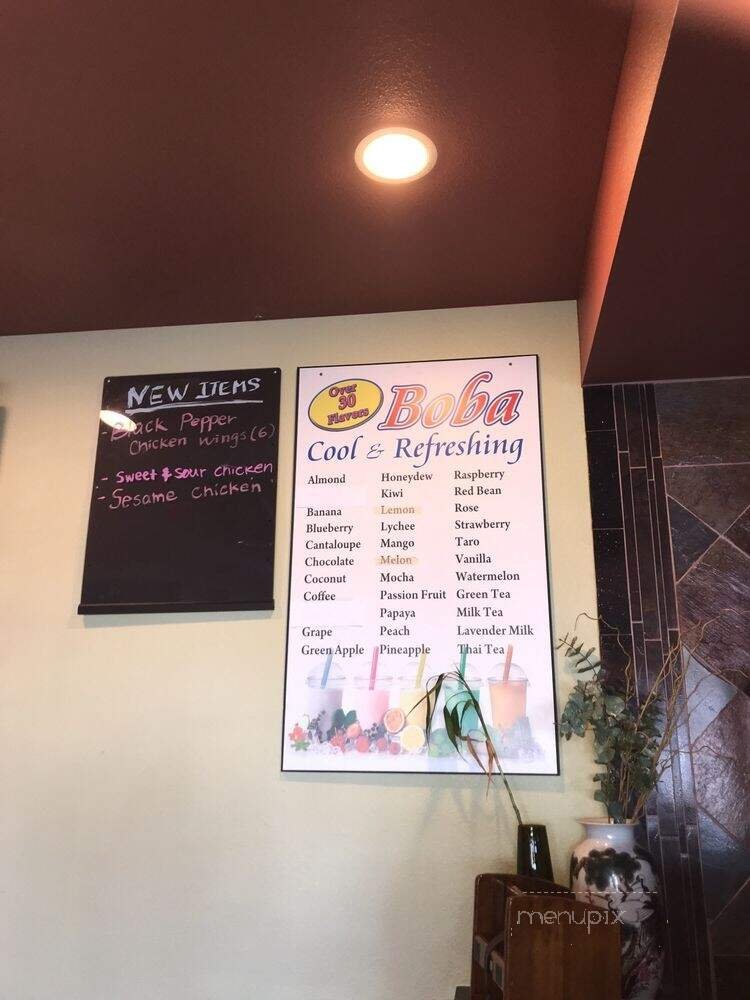 NEW ITEMS
- Black Pepper
Chicken wings (6)
- Sweet & Sour chicken
- Sesame chicken
Over
30
Flavors
Boba
Cool & Refreshing
Almond
Banana
Blueberry
Cantaloupe
Chocolate
Coconut
Coffee
Grape
Green Apple
Honeydew
Kiwi
Lemon
Lychee
Mango
Melon
Mocha
Passion Fruit
Papaya
Peach
Pineapple
Raspberry
Red Bean
Rose
Strawberry
Taro
Vanilla
Watermelon
Green Tea
Milk Tea
Lavender Milk
Thai Tea
menupix